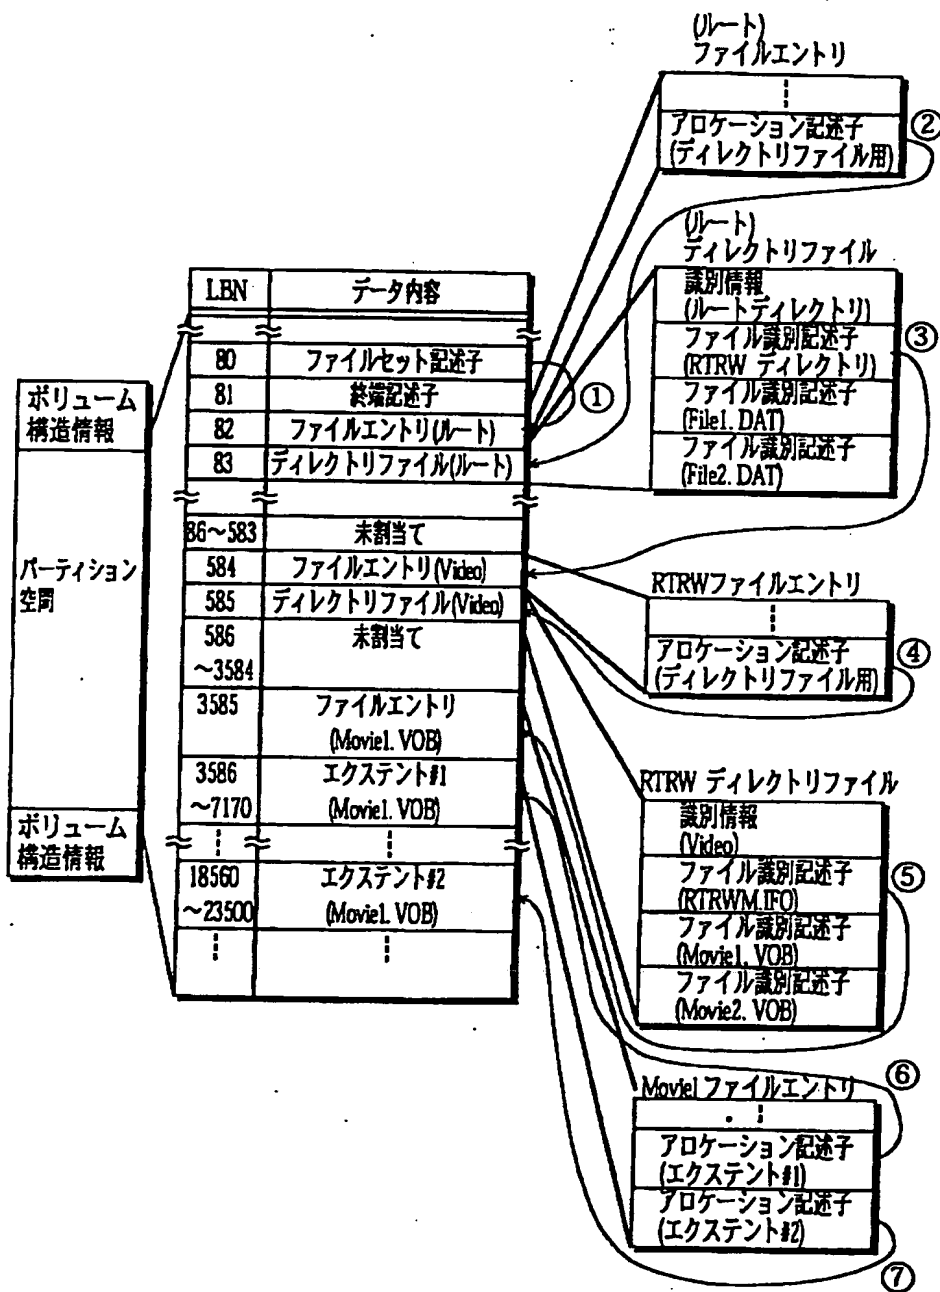 (ルート)
ファイルエントリ
アロケーション記述子
(ディレクトリファイル用)
②
(ルート)
ディレクトリファイル
識別情報
(ルートディレクトリ)
ファイル識別記述子
(RTRW ディレクトリ)
ファイル識別記述子
(File1. DAT)
ファイル識別記述子
(File2. DAT)
③
ボリューム
構造情報
パーティション
空間
ボリューム
構造情報
LBN データ内容
80 ファイルセット記述子
81 終端記述子
82 ファイルエントリ(ルート)
83 ディレクトリファイル(ルート)
86～583 未割当て
584 ファイルエントリ(Video)
585 ディレクトリファイル(Video)
586 未割当て
～3584
3585 ファイルエントリ
(Movie1. VOB)
3586 エクステント#1
～7170 (Movie1. VOB)
18560 エクステント#2
～23500 (Movie1. VOB)
①
RTRWファイルエントリ
アロケーション記述子
(ディレクトリファイル用)
④
RTRW ディレクトリファイル
識別情報
(Video)
ファイル識別記述子
(RTRWM.IFO)
ファイル識別記述子
(Movie1. VOB)
ファイル識別記述子
(Movie2. VOB)
⑤
⑥
Movie1ファイルエントリ
アロケーション記述子
(エクステント#1)
アロケーション記述子
(エクステント#2)
⑦